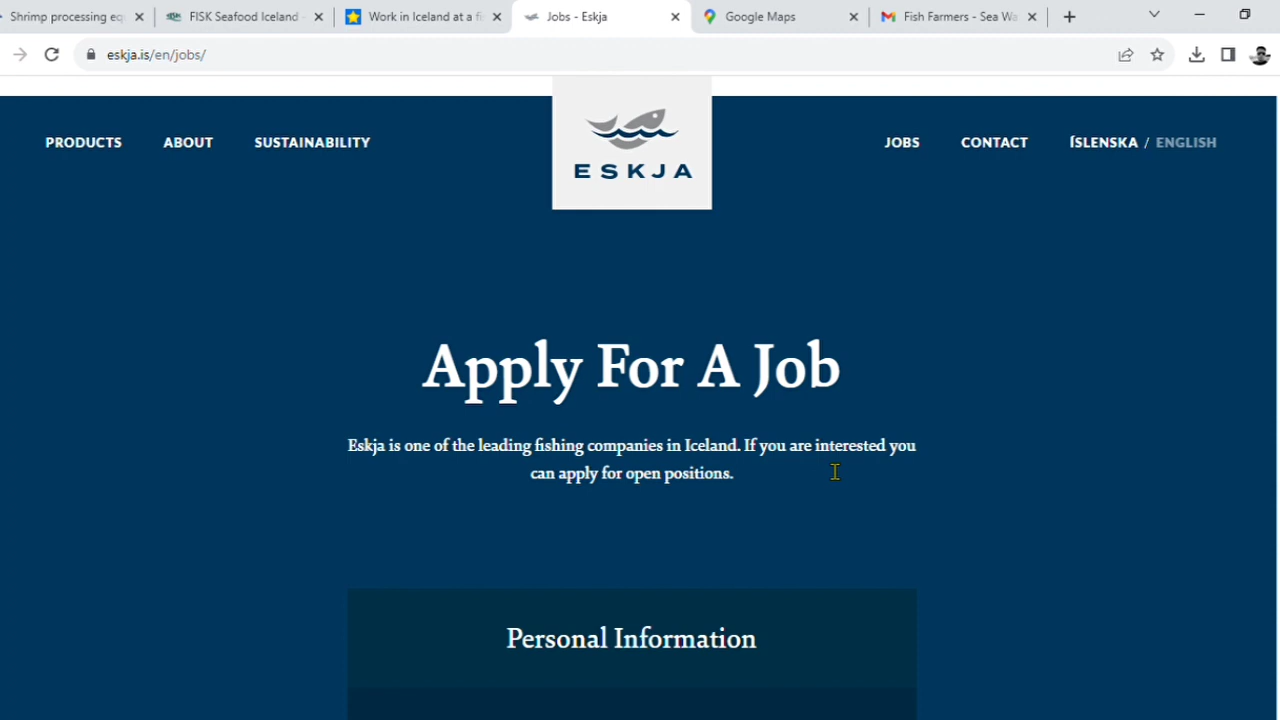 Shrimp processing eq
FISK Seafood Iceland -
Work in Iceland at a fi
Jobs - Eskja
Google Maps
Fish Farmers - Sea Wa
eskja.is/en/jobs/
PRODUCTS
ABOUT
SUSTAINABILITY
ESKJA
JOBS
CONTACT
ÍSLENSKA / ENGLISH
Apply For A Job
Eskja is one of the leading fishing companies in Iceland. If you are interested you
can apply for open positions.
Personal Information